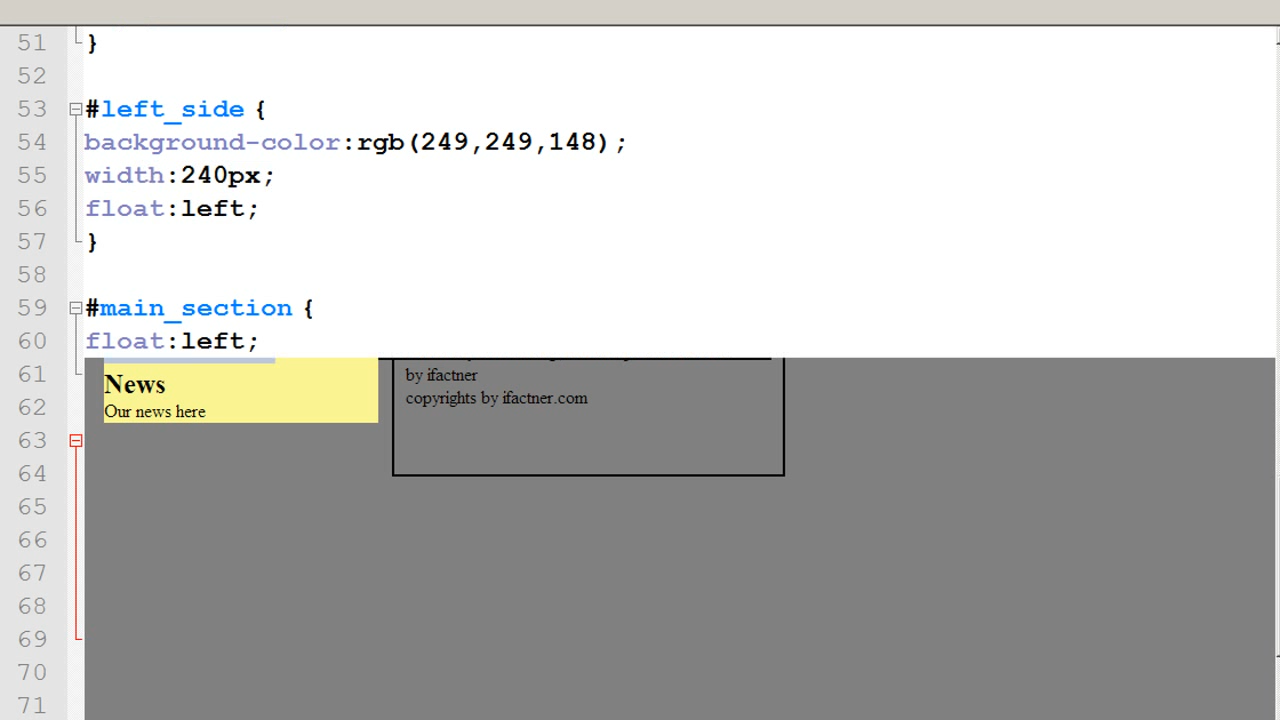 51 }
52
53 #left_side {
54 background-color:rgb(249,249,148);
55 width:240px;
56 float:left;
57 }
58
59 #main_section {
60 float:left;
61
62
63
64
65
66
67
68
69
70
71
News
Our news here
by ifactner
copyrights by ifactner.com